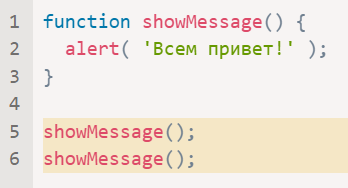 1 function showMessage() {
2   alert( 'Всем привет!' );
3 }
4
5 showMessage();
6 showMessage();